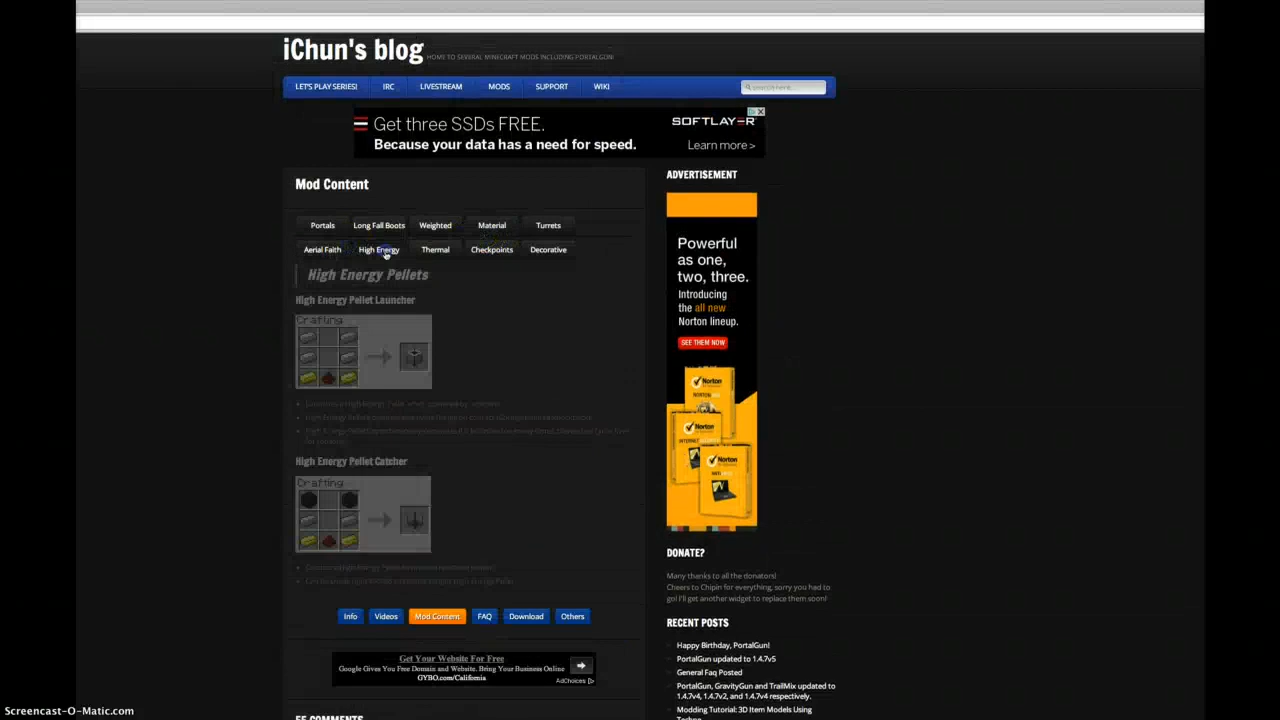 iChun's blog
HOME TO SEVERAL MINECRAFT MODS INCLUDING PORTALGUN!
LET'S PLAY SERIES! IRC LIVESTREAM MODS SUPPORT WIKI
search here...
Get three SSDs FREE.
Because your data has a need for speed.
SOFTLAYER
Learn more >
Mod Content
Portals Long Fall Boots Weighted Material Turrets
Aerial Faith High Energy Thermal Checkpoints Decorative
High Energy Pellets
High Energy Pellet Launcher
Crafting
High Energy Pellet Catcher
Crafting
Info Videos Mod Content FAQ Download Others
Get Your Website For Free
Google Gives You Free Domain and Website. Bring Your Business Online
GYBO.com/California
AdChoices
55 COMMENTS
ADVERTISEMENT
Powerful
as one,
two, three.
Introducing
the all new
Norton lineup.
SEE THEM NOW
Norton
Norton
Norton
DONATE?
Many thanks to all the donators!
Cheers to Chipin for everything, sorry you had to
go! I'll get another widget to replace them soon!
RECENT POSTS
Happy Birthday, PortalGun!
PortalGun updated to 1.4.7v5
General Faq Posted
PortalGun, GravityGun and TrailMix updated to
1.4.7v4, 1.4.7v2, and 1.4.7v4 respectively.
Modding Tutorial: 3D Item Models Using
Screencast-O-Matic.com